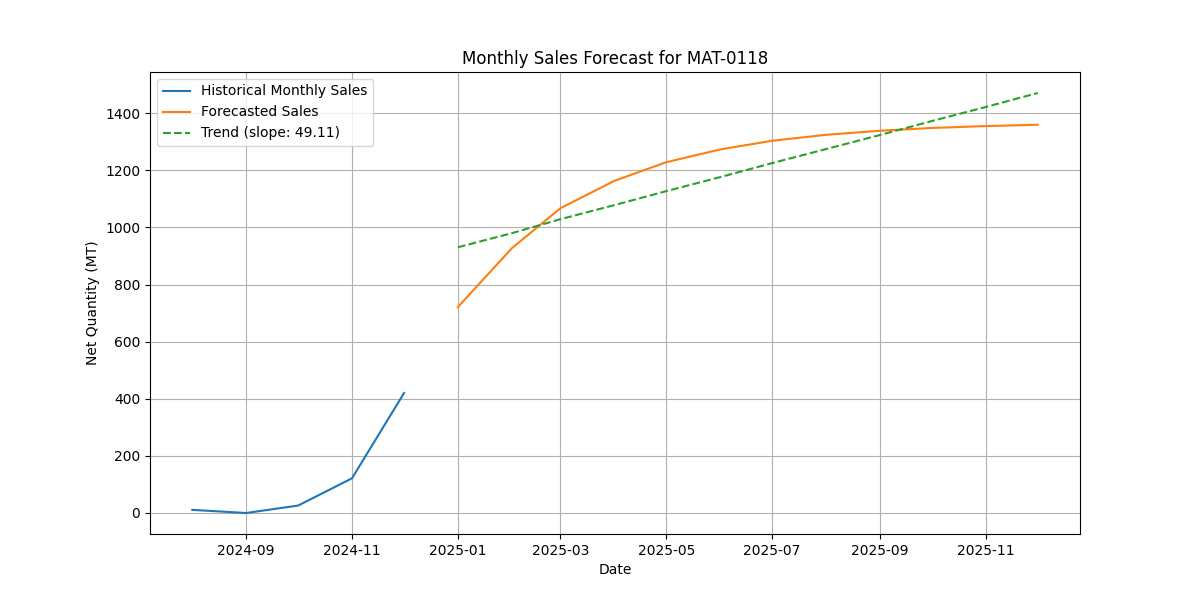 Monthly Sales Forecast for MAT-0118
Historical Monthly Sales
Forecasted Sales
Trend (slope: 49.11)
Net Quantity (MT)
1400
1200
1000
800
600
400
200
0
2024-09 2024-11 2025-01 2025-03 2025-05 2025-07 2025-09 2025-11
Date